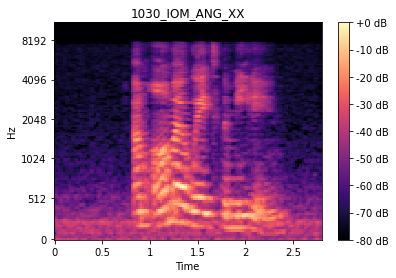 1030_IOM_ANG_XX
+0 dB
8192
-10 dB
4096
-20 dB
-30 dB
Hz
2048
-40 dB
1024
-50 dB
512
-60 dB
-70 dB
0
-80 dB
0 0.5 1 1.5 2 2.5
Time